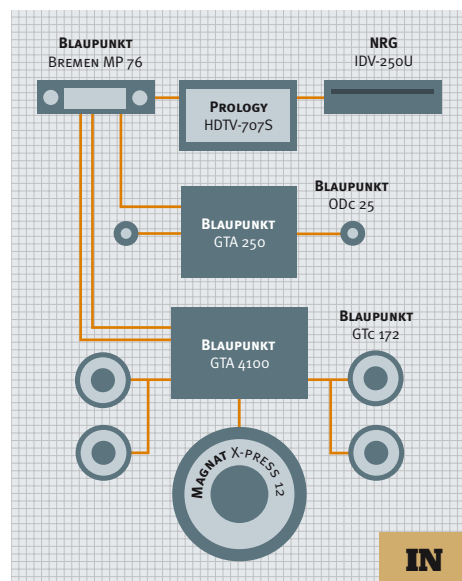 BLAUPUNKT
BREMEN MP 76
NRG
IDV-250U
PROLOGY
HDTV-707S
BLAUPUNKT
ODC 25
BLAUPUNKT
GTA 250
BLAUPUNKT
GTC 172
BLAUPUNKT
GTA 4100
MAGNAT X-PRESS 12
IN